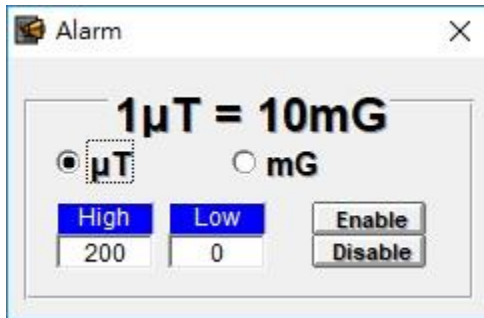 Alarm
1μT = 10mG
μT mG
High Low Enable
200 0 Disable